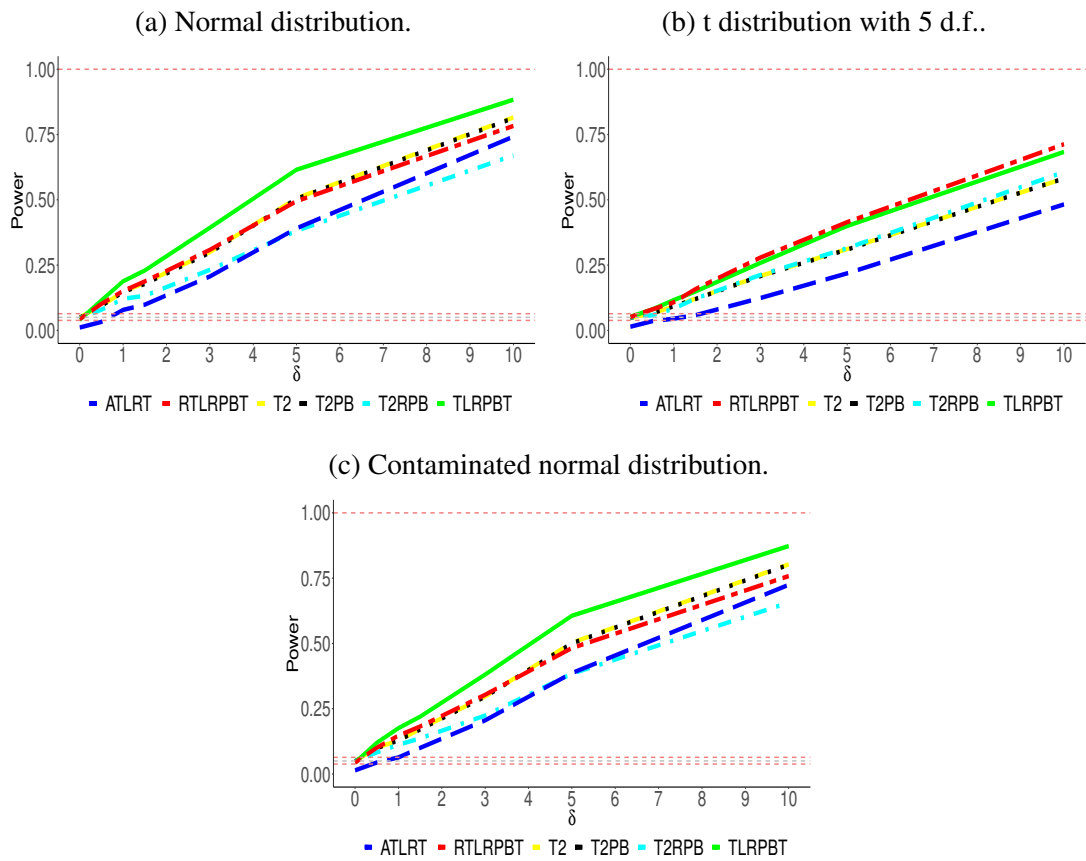 (a) Normal distribution.
1.00
0.75
0.50
0.25
0.00
Power
0 1 2 3 4 5 6 7 8 9 10
δ
ATLRT RTLRPBT T2 T2PB T2RPB TLRPBT
(b) t distribution with 5 d.f..
1.00
0.75
0.50
0.25
0.00
Power
0 1 2 3 4 5 6 7 8 9 10
δ
ATLRT RTLRPBT T2 T2PB T2RPB TLRPBT
(c) Contaminated normal distribution.
1.00
0.75
0.50
0.25
0.00
Power
0 1 2 3 4 5 6 7 8 9 10
δ
ATLRT RTLRPBT T2 T2PB T2RPB TLRPBT